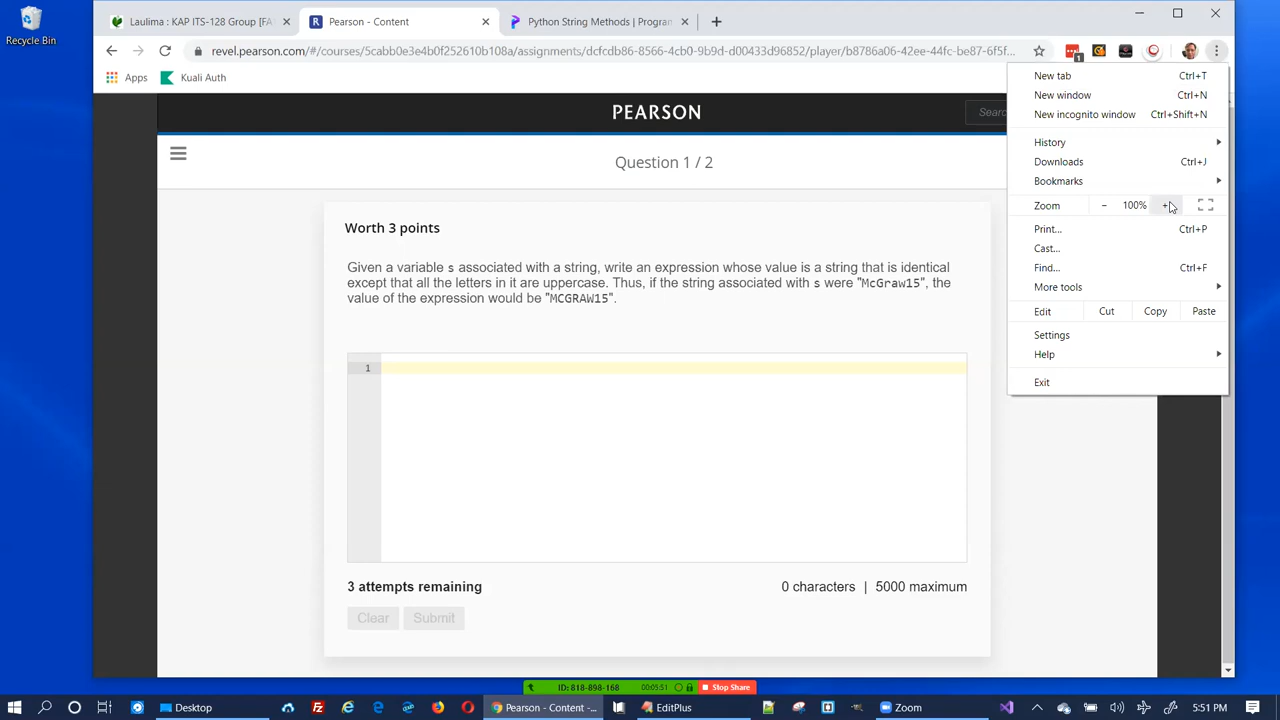 Recycle Bin
Laulima : KAP ITS-128 Group [FA
Pearson - Content
Python String Methods | Program
revel.pearson.com/#/courses/5cabb0e3e4b0f252610b108a/assignments/dcfcdb86-8566-4cb0-9b9d-d00433d96852/player/b8786a06-42ee-44fc-be87-6f5f...
1
Apps
Kuali Auth
PEARSON
Searc
Question 1 / 2
Worth 3 points
Given a variable s associated with a string, write an expression whose value is a string that is identical
except that all the letters in it are uppercase. Thus, if the string associated with s were "McGraw15", the
value of the expression would be "MCGRAW15".
1
3 attempts remaining
0 characters | 5000 maximum
Clear
Submit
New tab Ctrl+T
New window Ctrl+N
New incognito window Ctrl+Shift+N
History
Downloads Ctrl+J
Bookmarks
Zoom - 100% +
Print... Ctrl+P
Cast...
Find... Ctrl+F
More tools
Edit Cut Copy Paste
Settings
Help
Exit
ID: 818-898-168
00:05:51
Stop Share
Desktop
Pearson - Content -...
EditPlus
Zoom
5:51 PM